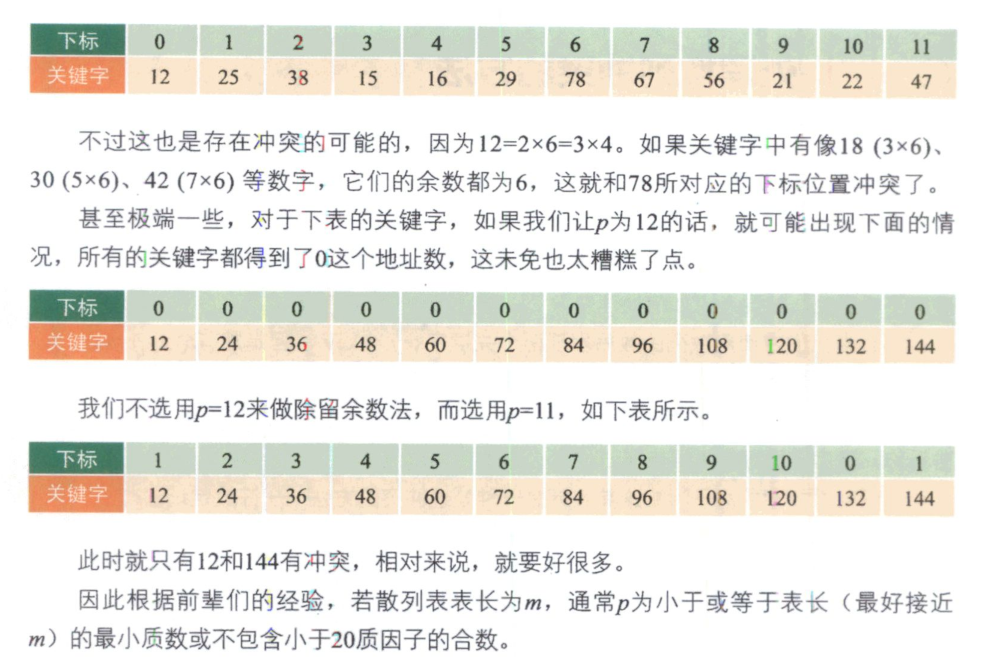 下标 0 1 2 3 4 5 6 7 8 9 10 11
关键字 12 25 38 15 16 29 78 67 56 21 22 47
不过这也是存在冲突的可能的，因为12=2×6=3×4。如果关键字中有像18 (3×6)、
30 (5×6)、42 (7×6) 等数字，它们的余数都为6，这就和78所对应的下标位置冲突了。
甚至极端一些，对于下表的关键字，如果我们让p为12的话，就可能出现下面的情
况，所有的关键字都得到了0这个地址数，这未免也太糟糕了点。
下标 0 0 0 0 0 0 0 0 0 0 0 0
关键字 12 24 36 48 60 72 84 96 108 120 132 144
我们不选用p=12来做除留余数法，而选用p=11，如下表所示。
下标 1 2 3 4 5 6 7 8 9 10 0 1
关键字 12 24 36 48 60 72 84 96 108 120 132 144
此时就只有12和144有冲突，相对来说，就要好很多。
因此根据前辈们的经验，若散列表表长为m，通常p为小于或等于表长（最好接近
m）的最小质数或不包含小于20质因子的合数。